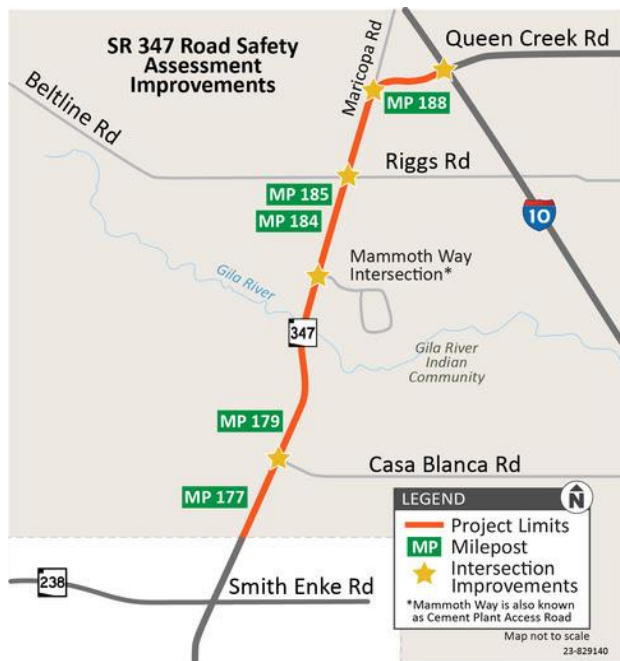 SR 347 Road Safety
Assessment
Improvements
Maricopa Rd
Queen Creek Rd
Beltline Rd
MP 188
Riggs Rd
MP 185
MP 184
10
Mammoth Way
Intersection*
Gila River
347
Gila River
Indian
Community
MP 179
Casa Blanca Rd
MP 177
LEGEND
N
Project Limits
MP Milepost
Intersection
Improvements
*Mammoth Way is also known
as Cement Plant Access Road
238
Smith Enke Rd
Map not to scale
23-829140